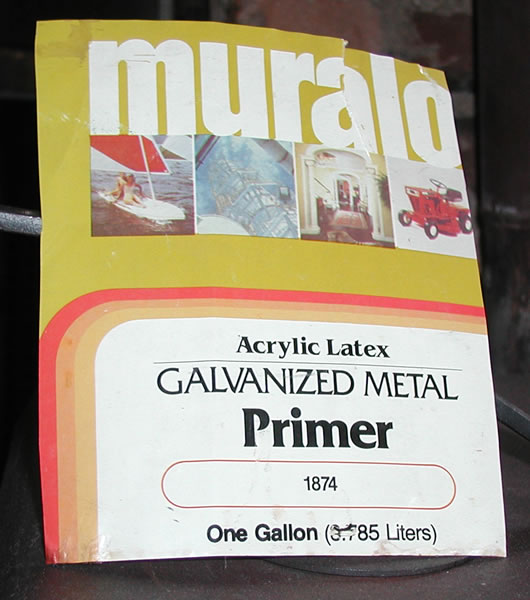 muralo
Acrylic Latex
GALVANIZED METAL
Primer
1874
One Gallon (3.785 Liters)